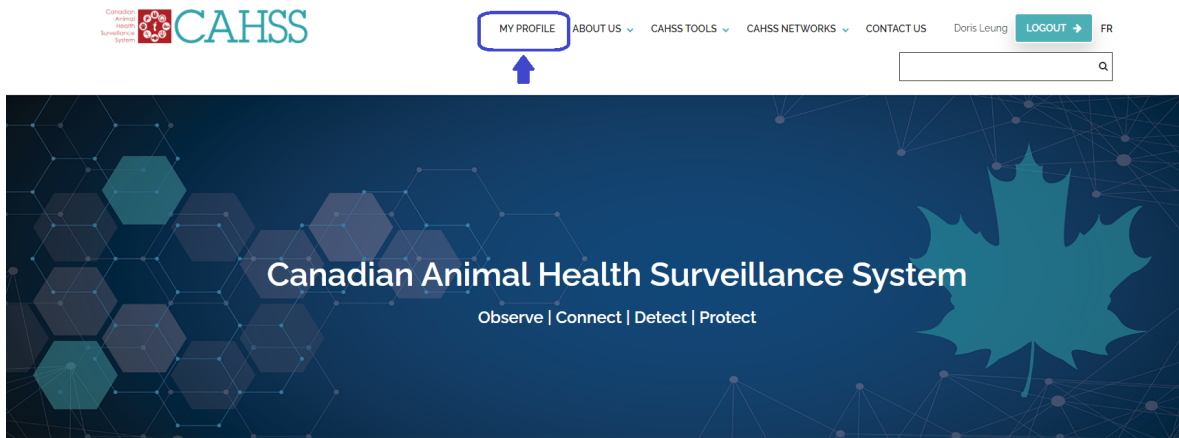 Canadian
Animal
Health
Surveillance
System
CAHSS
MY PROFILE ABOUT US CAHSS TOOLS CAHSS NETWORKS CONTACT US Doris Leung LOGOUT → FR
Canadian Animal Health Surveillance System
Observe | Connect | Detect | Protect